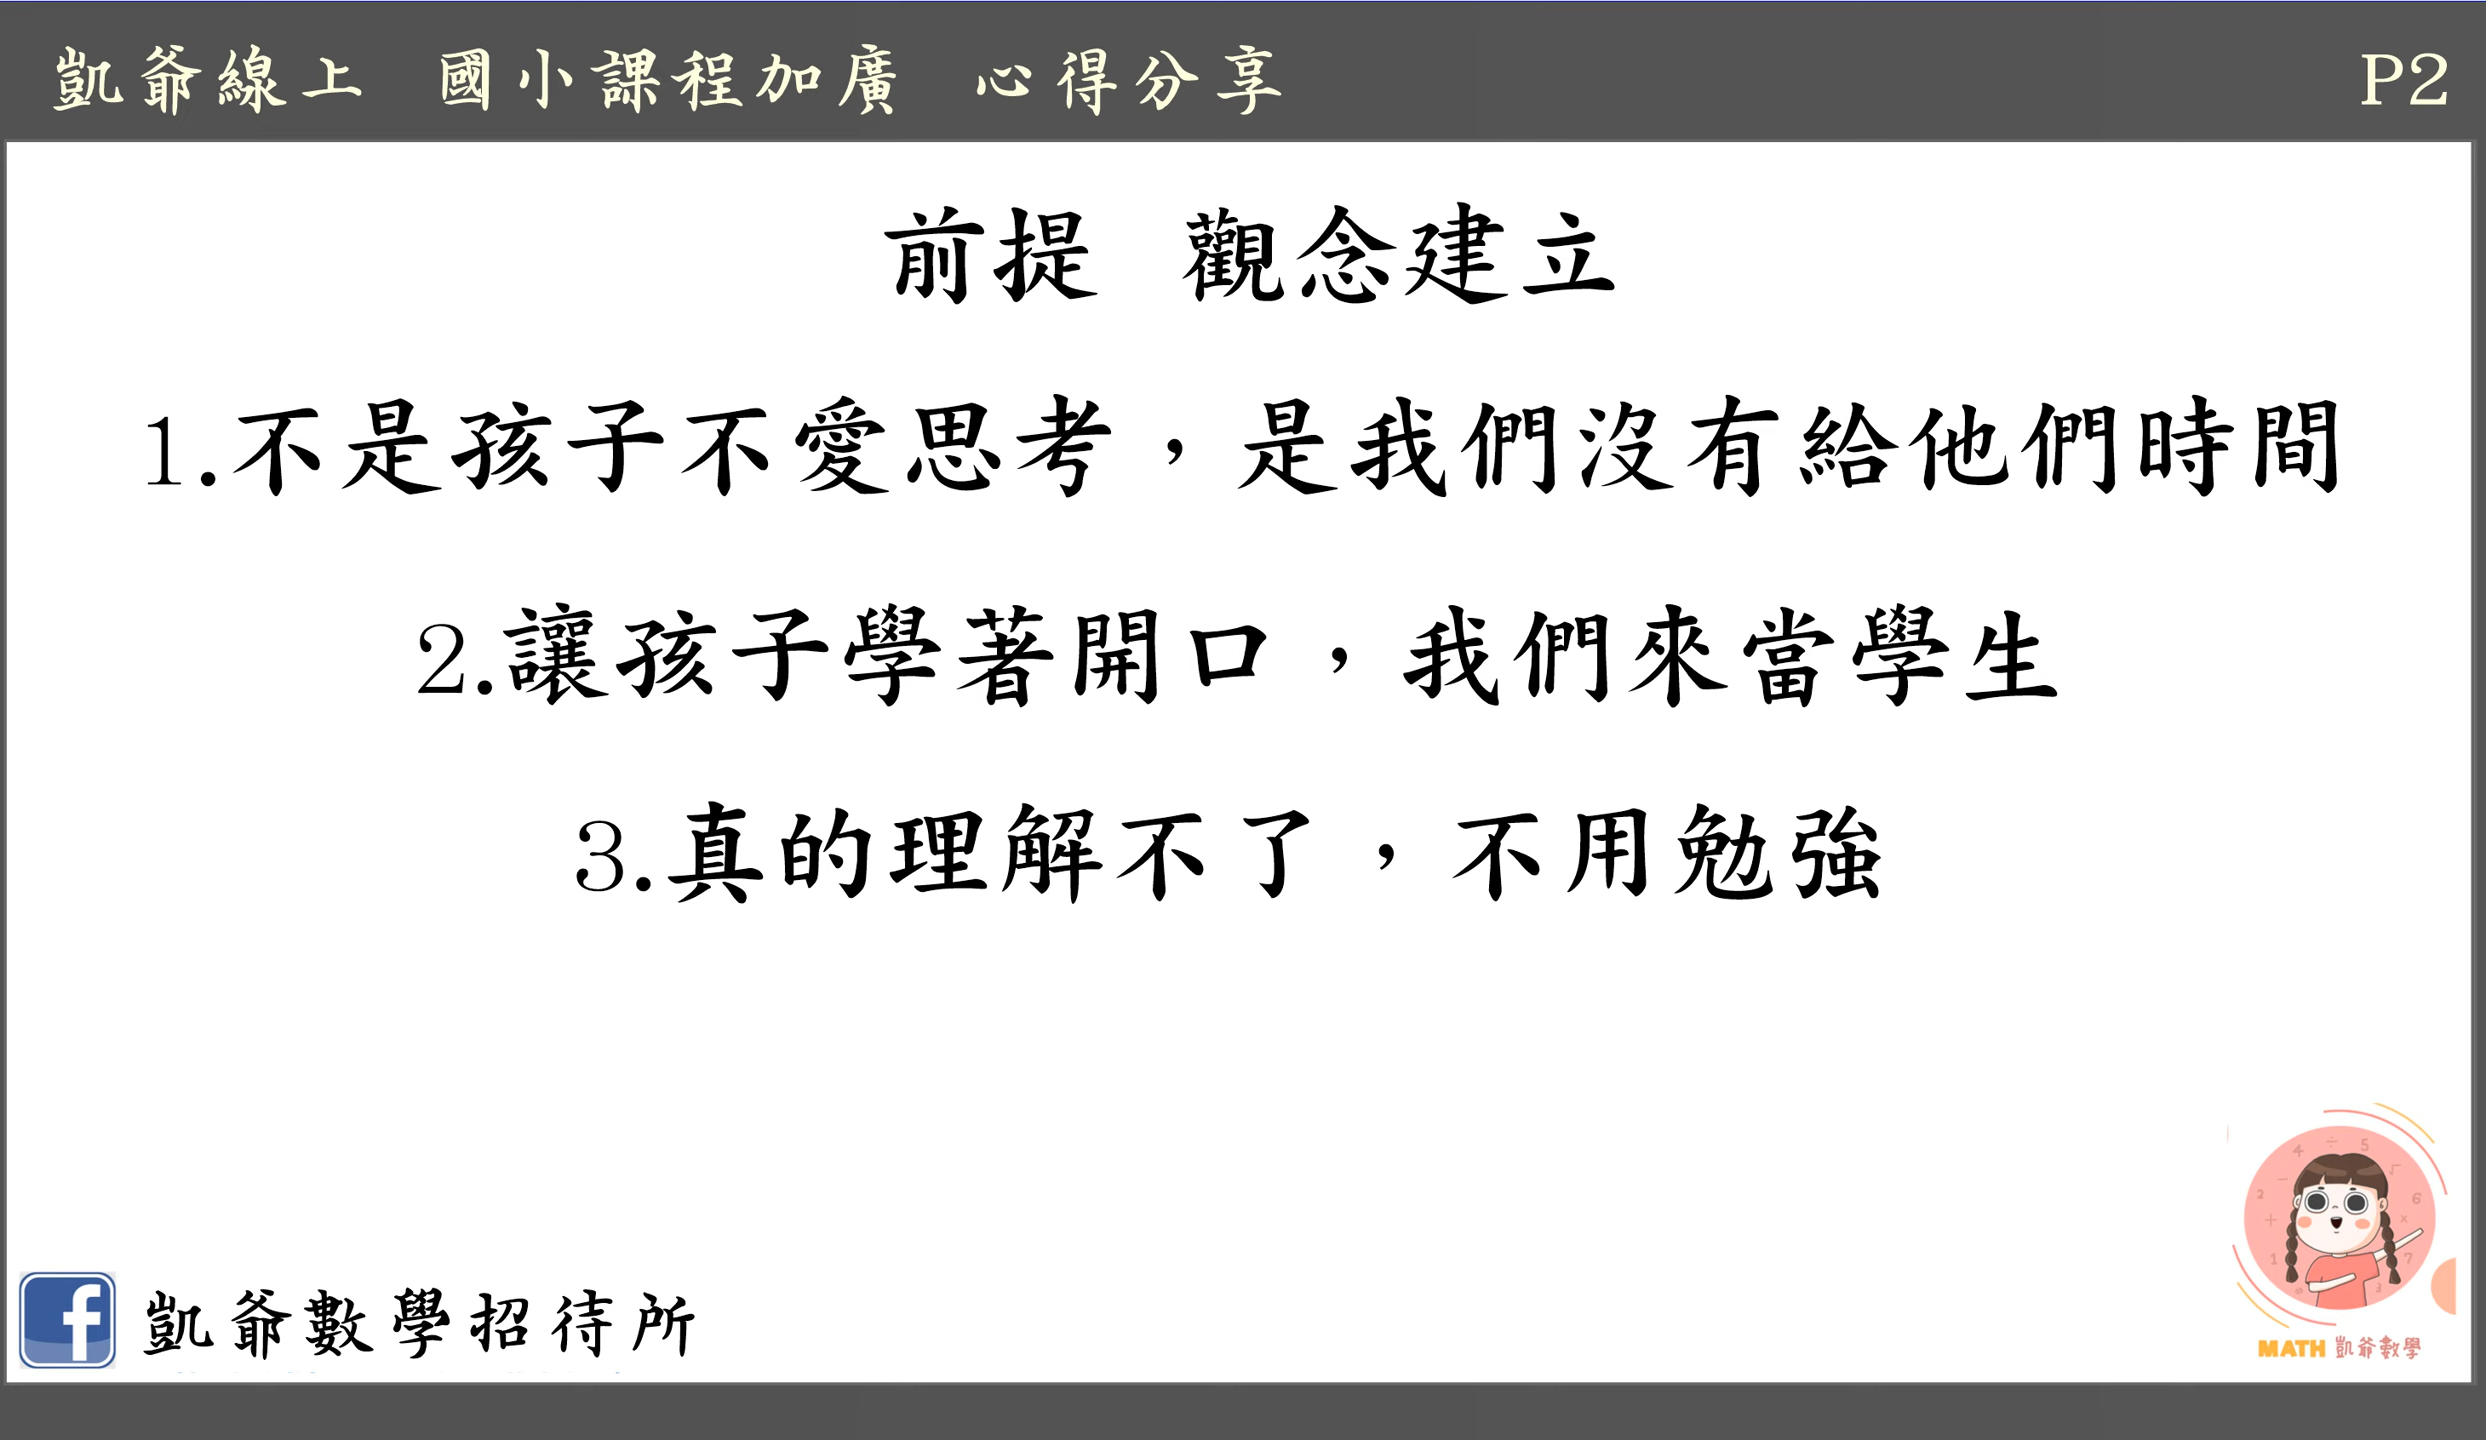 凱爺線上 國小課程加廣 心得分享 P2
前提 觀念建立
1.不是孩子不愛思考，是我們沒有給他們時間
2.讓孩子學著開口，我們來當學生
3.真的理解不了，不用勉強
凱爺數學招待所
MATH 凱爺數學